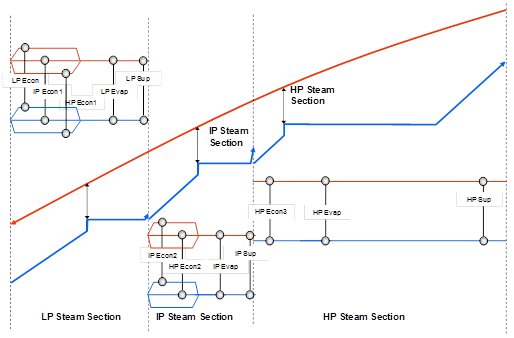 LP Econ
IP Econ1
HP Econ1
LP Evap
LP Sup
IP Steam
Section
HP Steam
Section
HP Econ3
HP Evap
HP Sup
IP Econ2
HP Econ2
IP Evap
IP Sup
LP Steam Section
IP Steam Section
HP Steam Section